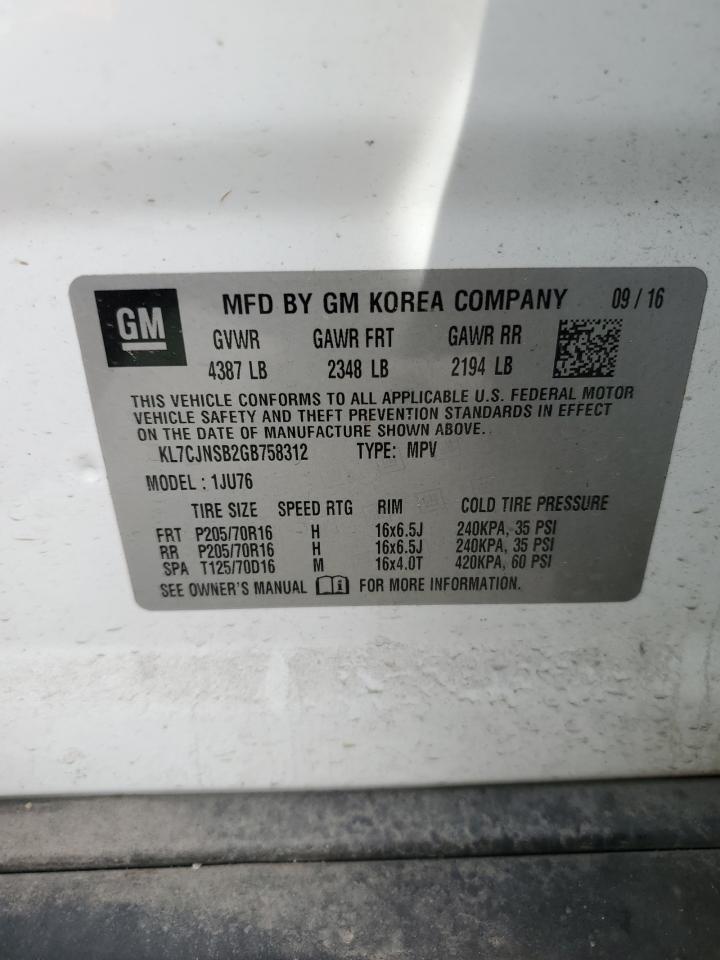 GM MFD BY GM KOREA COMPANY 09 / 16
GVWR GAWR FRT GAWR RR
4387 LB 2348 LB 2194 LB
THIS VEHICLE CONFORMS TO ALL APPLICABLE U.S. FEDERAL MOTOR
VEHICLE SAFETY AND THEFT PREVENTION STANDARDS IN EFFECT
ON THE DATE OF MANUFACTURE SHOWN ABOVE.
KL7CJNSB2GB758312 TYPE: MPV
MODEL : 1JU76
TIRE SIZE SPEED RTG RIM COLD TIRE PRESSURE
FRT P205/70R16 H 16x6.5J 240KPA, 35 PSI
RR P205/70R16 H 16x6.5J 240KPA, 35 PSI
SPA T125/70D16 M 16x4.0T 420KPA, 60 PSI
SEE OWNER'S MANUAL FOR MORE INFORMATION.